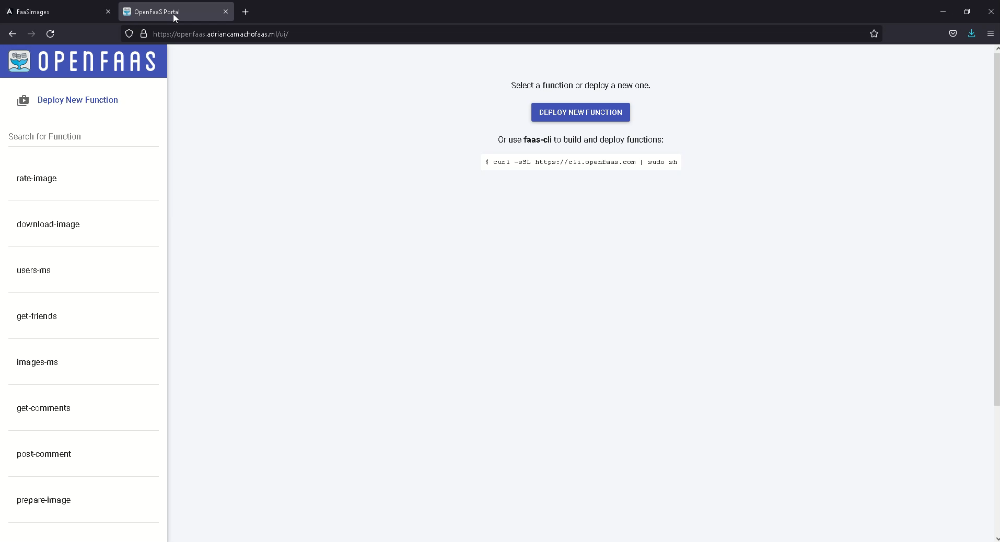 FaaSImages
OpenFaaS Portal
https://openfaas.adriancamachofaas.ml/ui/
OPENFAAS
Deploy New Function
Search for Function
rate-image
download-image
users-ms
get-friends
images-ms
get-comments
post-comment
prepare-image
Select a function or deploy a new one.
DEPLOY NEW FUNCTION
Or use faas-cli to build and deploy functions:
$ curl -sSL https://cli.openfaas.com | sudo sh